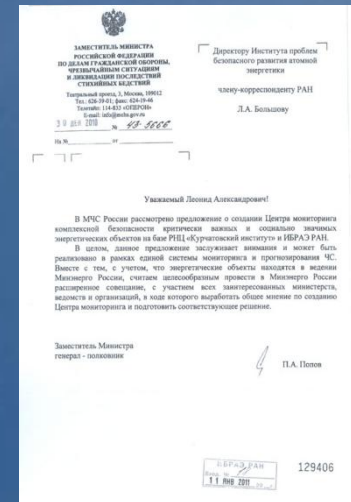 ЗАМЕСТИТЕЛЬ МИНИСТРА
РОССИЙСКОЙ ФЕДЕРАЦИИ
ПО ДЕЛАМ ГРАЖДАНСКОЙ ОБОРОНЫ,
ЧРЕЗВЫЧАЙНЫМ СИТУАЦИЯМ
И ЛИКВИДАЦИИ ПОСЛЕДСТВИЙ
СТИХИЙНЫХ БЕДСТВИЙ
Театральный проезд, 3, Москва, 109012
Тел.: 626-39-01; факс: 624-19-46
Телетайп: 114-833 «ОПЕРОН»
E-mail: info@mchs.gov.ru
30 ДЕК 2010 № 43-5666
На № от
Директору Института проблем
безопасного развития атомной
энергетики
члену-корреспонденту РАН
Л.А. Большову
Уважаемый Леонид Александрович!
В МЧС России рассмотрено предложение о создании Центра мониторинга
комплексной безопасности критически важных и социально значимых
энергетических объектов на базе РНЦ «Курчатовский институт» и ИБРАЭ РАН.
В целом, данное предложение заслуживает внимания и может быть
реализовано в рамках единой системы мониторинга и прогнозирования ЧС.
Вместе с тем, с учетом, что энергетические объекты находятся в ведении
Минэнерго России, считаем целесообразным провести в Минэнерго России
расширенное совещание, с участием всех заинтересованных министерств,
ведомств и организаций, в ходе которого выработать общее мнение по созданию
Центра мониторинга и подготовить соответствующее решение.
Заместитель Министра
генерал - полковник
П.А. Попов
ИБРАЭ РАН
11 ЯНВ 2011
129406